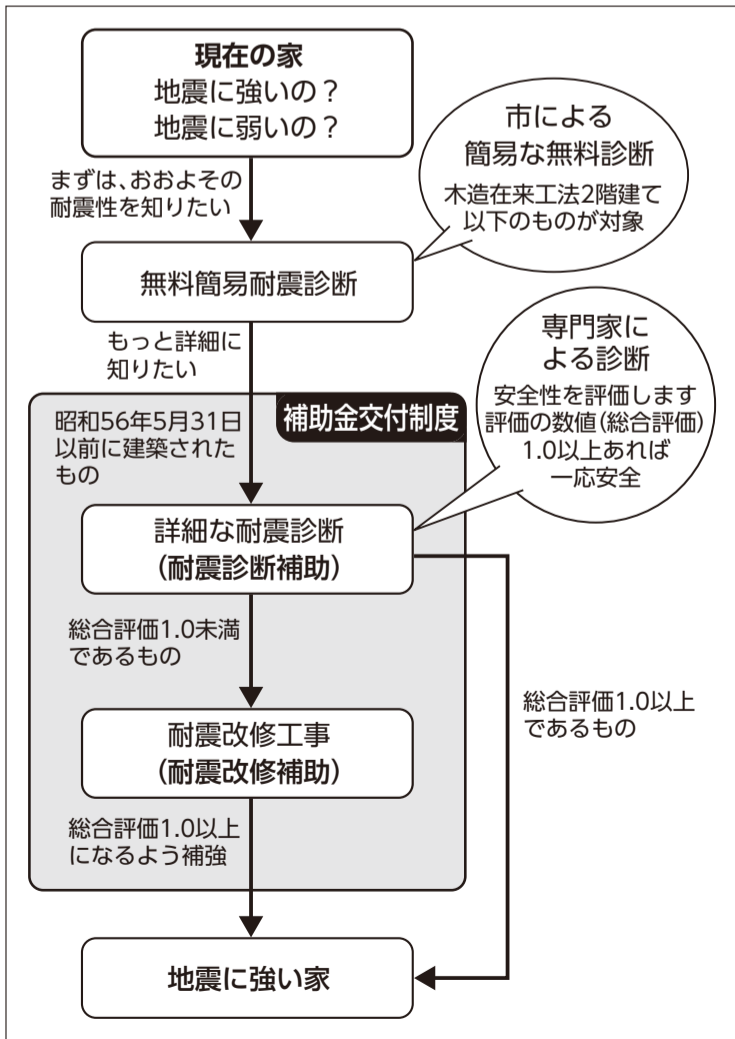 現在の家
地震に強いの？
地震に弱いの？
市による
簡易な無料診断
木造在来工法2階建て
以下のものが対象
まずは、おおよその
耐震性を知りたい
無料簡易耐震診断
もっと詳細に
知りたい
専門家に
よる診断
安全性を評価します
評価の数値(総合評価)
1.0以上あれば
一応安全
補助金交付制度
昭和56年5月31日
以前に建築された
もの
詳細な耐震診断
(耐震診断補助)
総合評価1.0未満
であるもの
総合評価1.0以上
であるもの
耐震改修工事
(耐震改修補助)
総合評価1.0以上
になるよう補強
地震に強い家